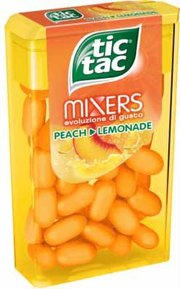 tic
tac
MIXERS
evoluzione di gusto
PEACH LEMONADE